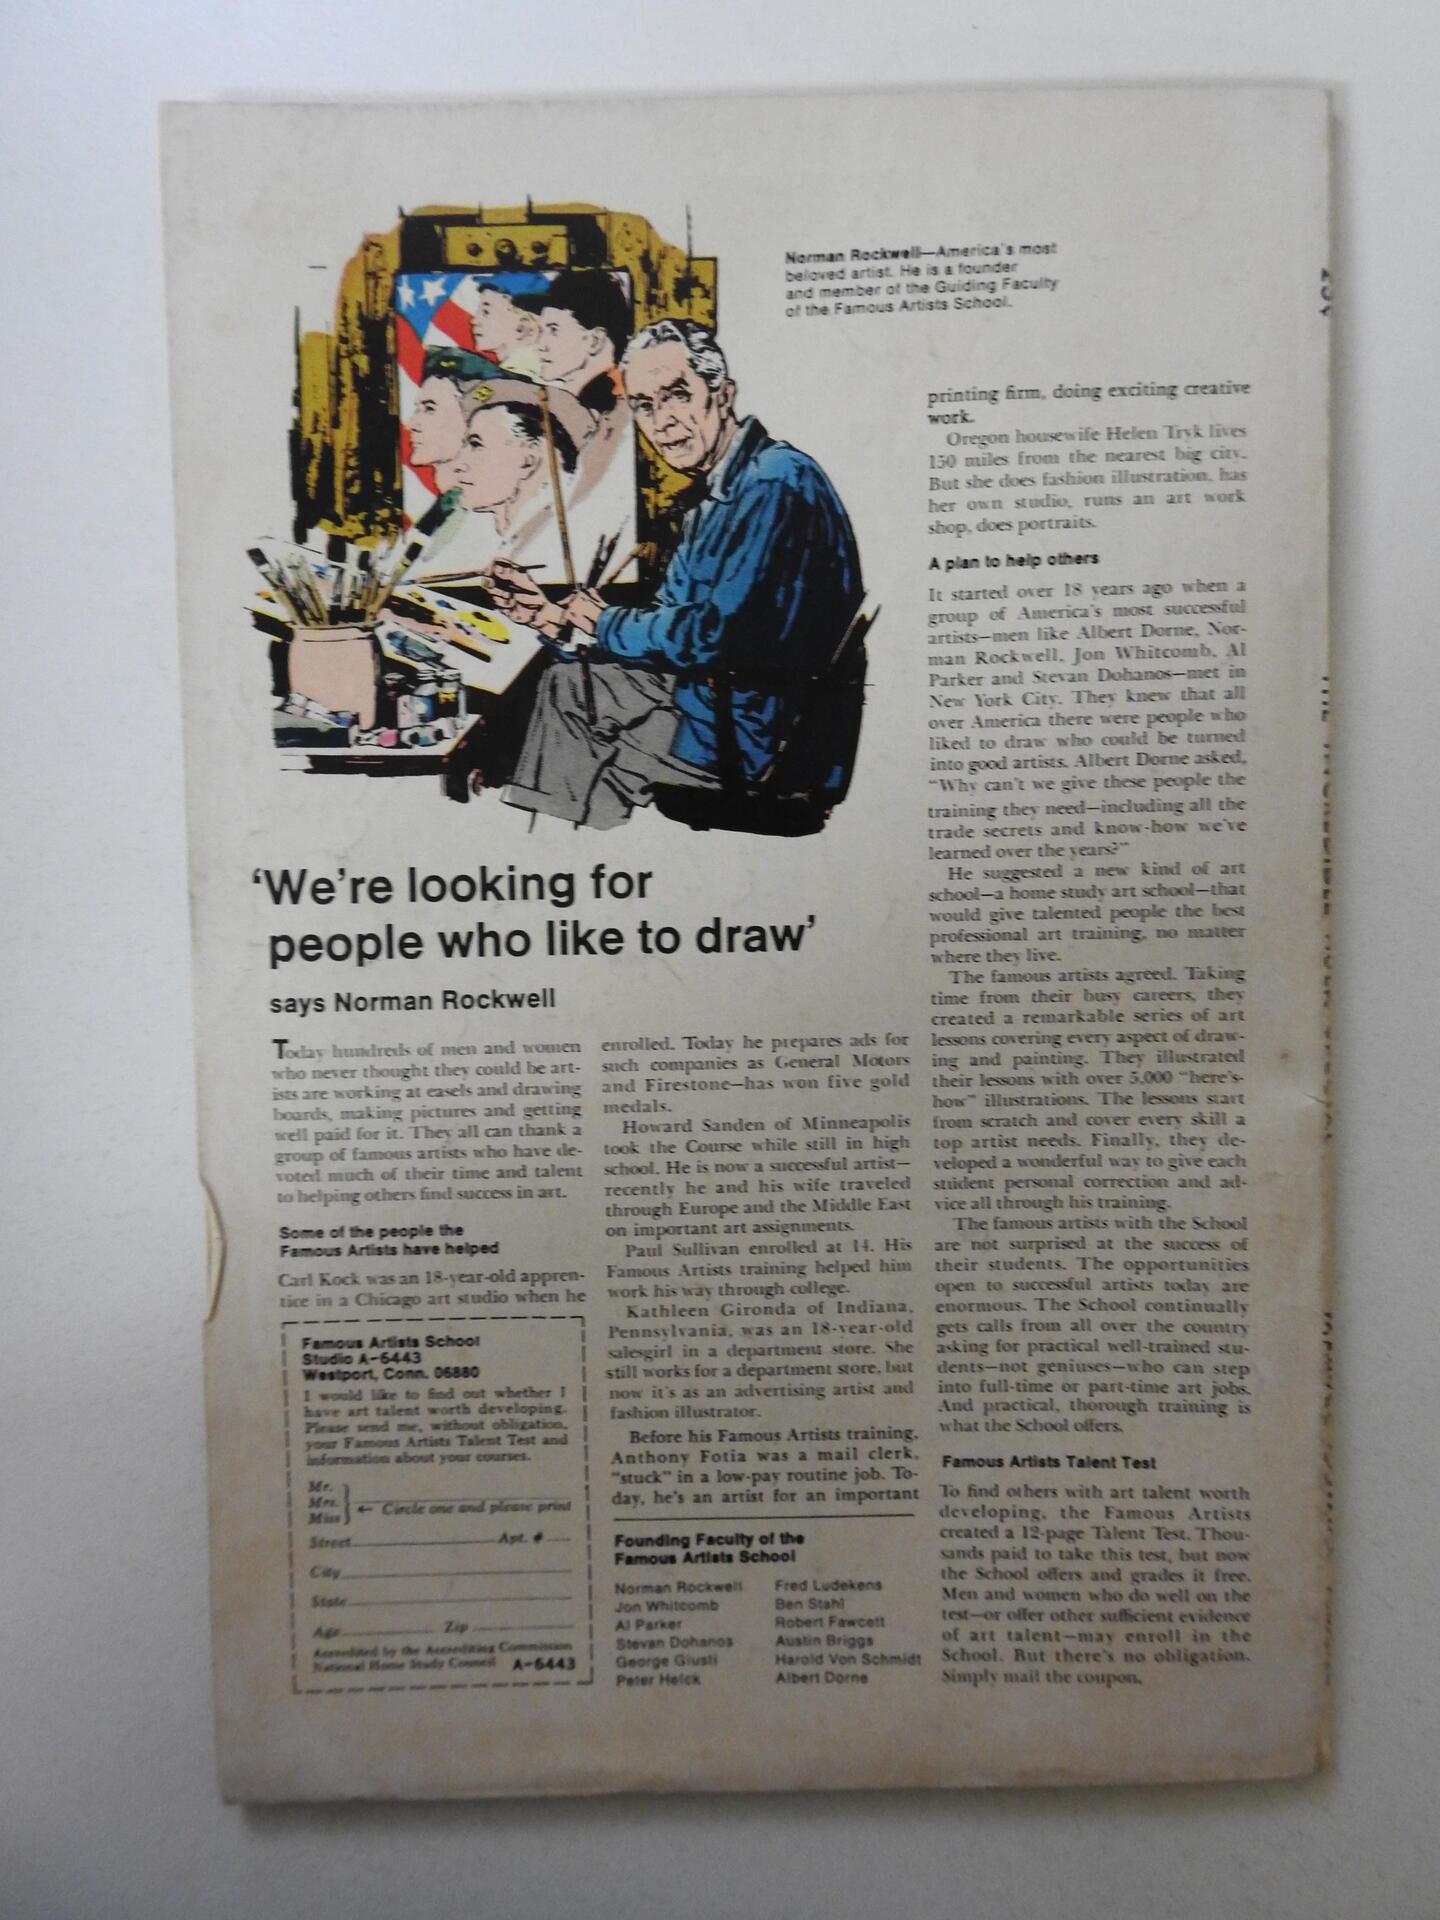 Norman Rockwell—America's most
beloved artist. He is a founder
and member of the Guiding Faculty
of the Famous Artists School.
'We're looking for
people who like to draw'
says Norman Rockwell
Today hundreds of men and women
who never thought they could be art-
ists are working at easels and drawing
boards, making pictures and getting
well paid for it. They all can thank a
group of famous artists who have de-
voted much of their time and talent
to helping others find success in art.
Some of the people the
Famous Artists have helped
Carl Kock was an 18-year-old appren-
tice in a Chicago art studio when he
Famous Artists School
Studio A-6443
Westport, Conn. 06880
I would like to find out whether I
have art talent worth developing.
Please send me, without obligation,
your Famous Artists Talent Test and
information about your courses.
Mr.
Mrs. ← Circle one and please print
Miss
Street Apt. #
City
State
Age Zip
Accredited by the Accrediting Commission
National Home Study Council A-6443
enrolled. Today he prepares ads for
such companies as General Motors
and Firestone—has won five gold
medals.
Howard Sanden of Minneapolis
took the Course while still in high
school. He is now a successful artist—
recently he and his wife traveled
through Europe and the Middle East
on important art assignments.
Paul Sullivan enrolled at 14. His
Famous Artists training helped him
work his way through college.
Kathleen Gironda of Indiana,
Pennsylvania, was an 18-year-old
salesgirl in a department store. She
still works for a department store, but
now it's as an advertising artist and
fashion illustrator.
Before his Famous Artists training,
Anthony Fotia was a mail clerk,
"stuck" in a low-pay routine job. To-
day, he's an artist for an important
Founding Faculty of the
Famous Artists School
Norman Rockwell Fred Ludekens
Jon Whitcomb Ben Stahl
Al Parker Robert Fawcett
Stevan Dohanos Austin Briggs
George Giusti Harold Von Schmidt
Peter Helck Albert Dorne
printing firm, doing exciting creative
work.
Oregon housewife Helen Tryk lives
150 miles from the nearest big city.
But she does fashion illustration, has
her own studio, runs an art work
shop, does portraits.
A plan to help others
It started over 18 years ago when a
group of America's most successful
artists—men like Albert Dorne, Nor-
man Rockwell, Jon Whitcomb, Al
Parker and Stevan Dohanos—met in
New York City. They knew that all
over America there were people who
liked to draw who could be turned
into good artists. Albert Dorne asked,
"Why can't we give these people the
training they need—including all the
trade secrets and know-how we've
learned over the years?"
He suggested a new kind of art
school—a home study art school—that
would give talented people the best
professional art training, no matter
where they live.
The famous artists agreed. Taking
time from their busy careers, they
created a remarkable series of art
lessons covering every aspect of draw-
ing and painting. They illustrated
their lessons with over 5,000 "here's-
how" illustrations. The lessons start
from scratch and cover every skill a
top artist needs. Finally, they de-
veloped a wonderful way to give each
student personal correction and ad-
vice all through his training.
The famous artists with the School
are not surprised at the success of
their students. The opportunities
open to successful artists today are
enormous. The School continually
gets calls from all over the country
asking for practical well-trained stu-
dents—not geniuses—who can step
into full-time or part-time art jobs.
And practical, thorough training is
what the School offers.
Famous Artists Talent Test
To find others with art talent worth
developing, the Famous Artists
created a 12-page Talent Test. Thou-
sands paid to take this test, but now
the School offers and grades it free.
Men and women who do well on the
test—or offer other sufficient evidence
of art talent—may enroll in the
School. But there's no obligation.
Simply mail the coupon.